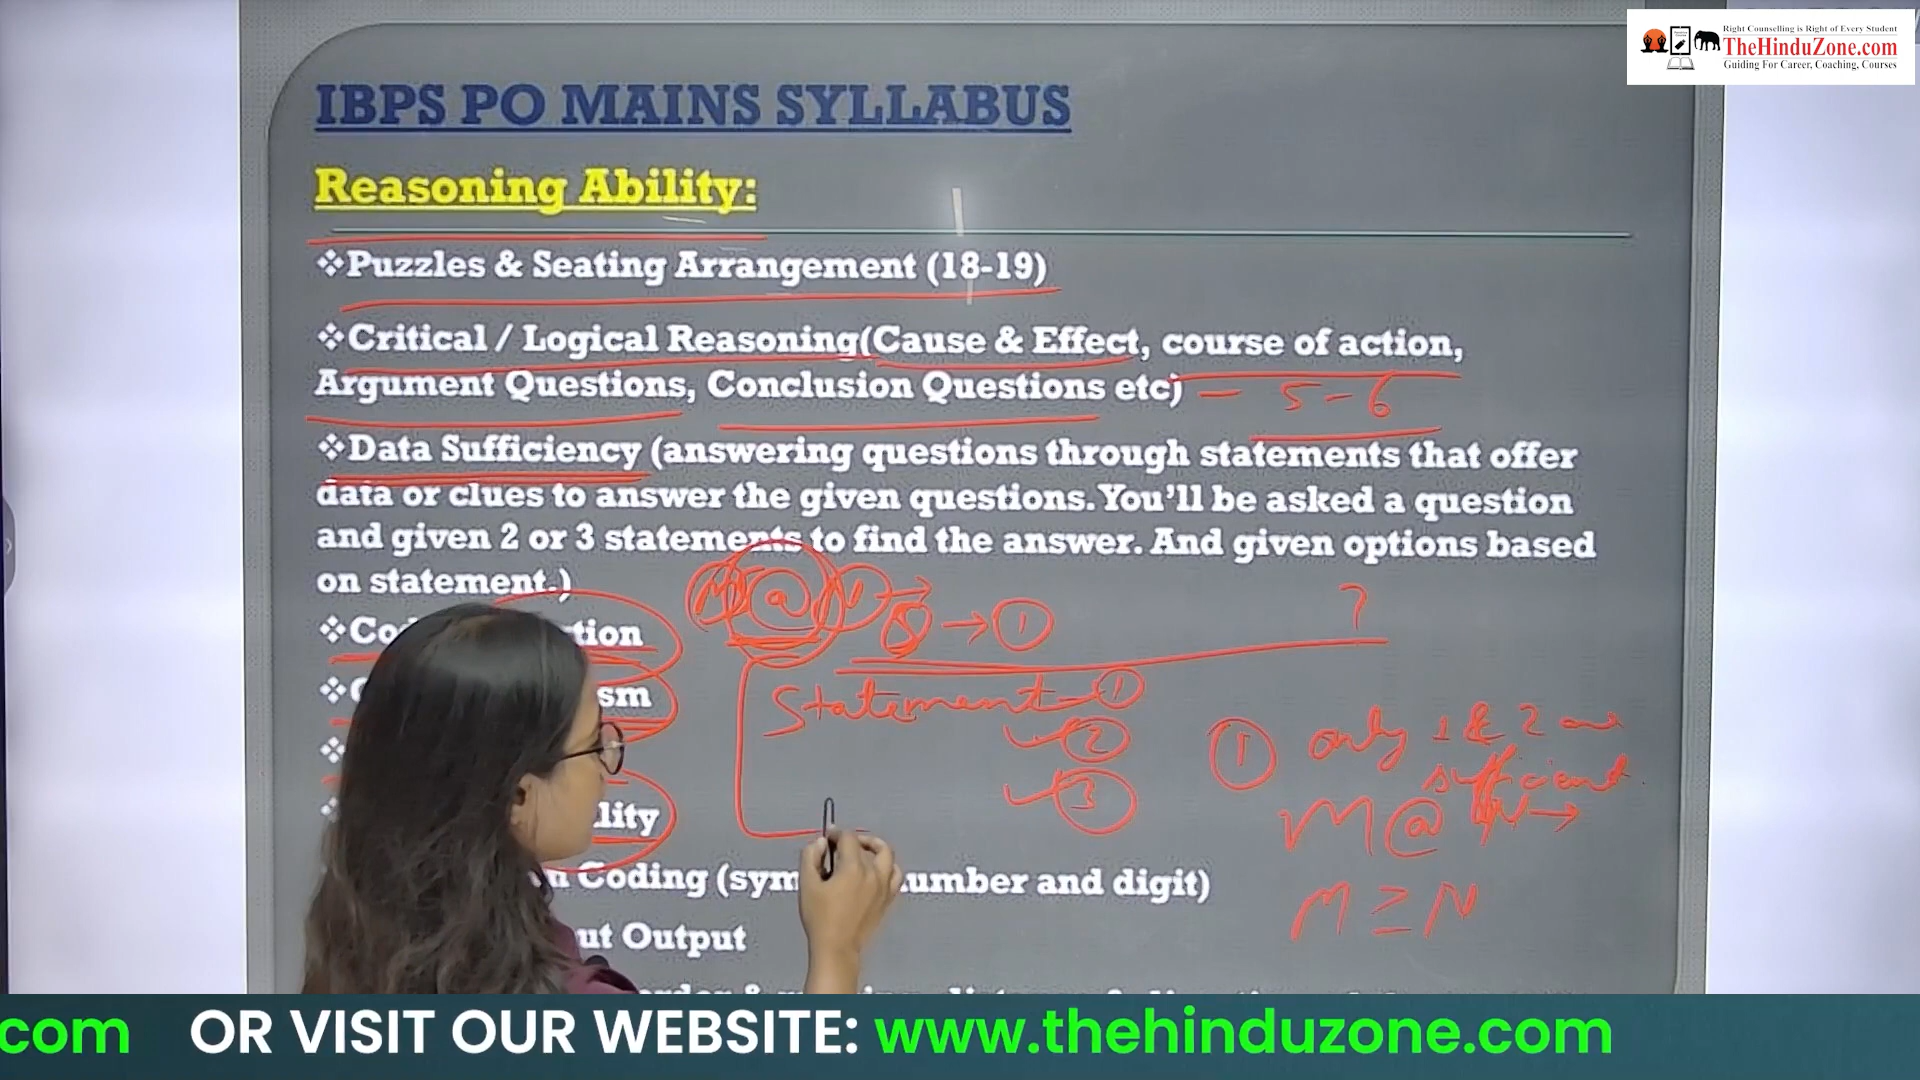 Right Counselling is Right of Every Student
TheHinduZone.com
Guiding For Career, Coaching, Courses
IBPS PO MAINS SYLLABUS
Reasoning Ability:
❖Puzzles & Seating Arrangement (18-19)
❖Critical / Logical Reasoning(Cause & Effect, course of action,
Argument Questions, Conclusion Questions etc) - 5-6
❖Data Sufficiency (answering questions through statements that offer
data or clues to answer the given questions. You’ll be asked a question
and given 2 or 3 statements to find the answer. And given options based
on statement.)
M @ N →
5 → 1 ?
Statement - 1
2
3
1 only 1 & 2 are
sufficient
M @ N →
M ≥ N
Coding (sym
number and digit)
Output
com OR VISIT OUR WEBSITE: www.thehinduzone.com